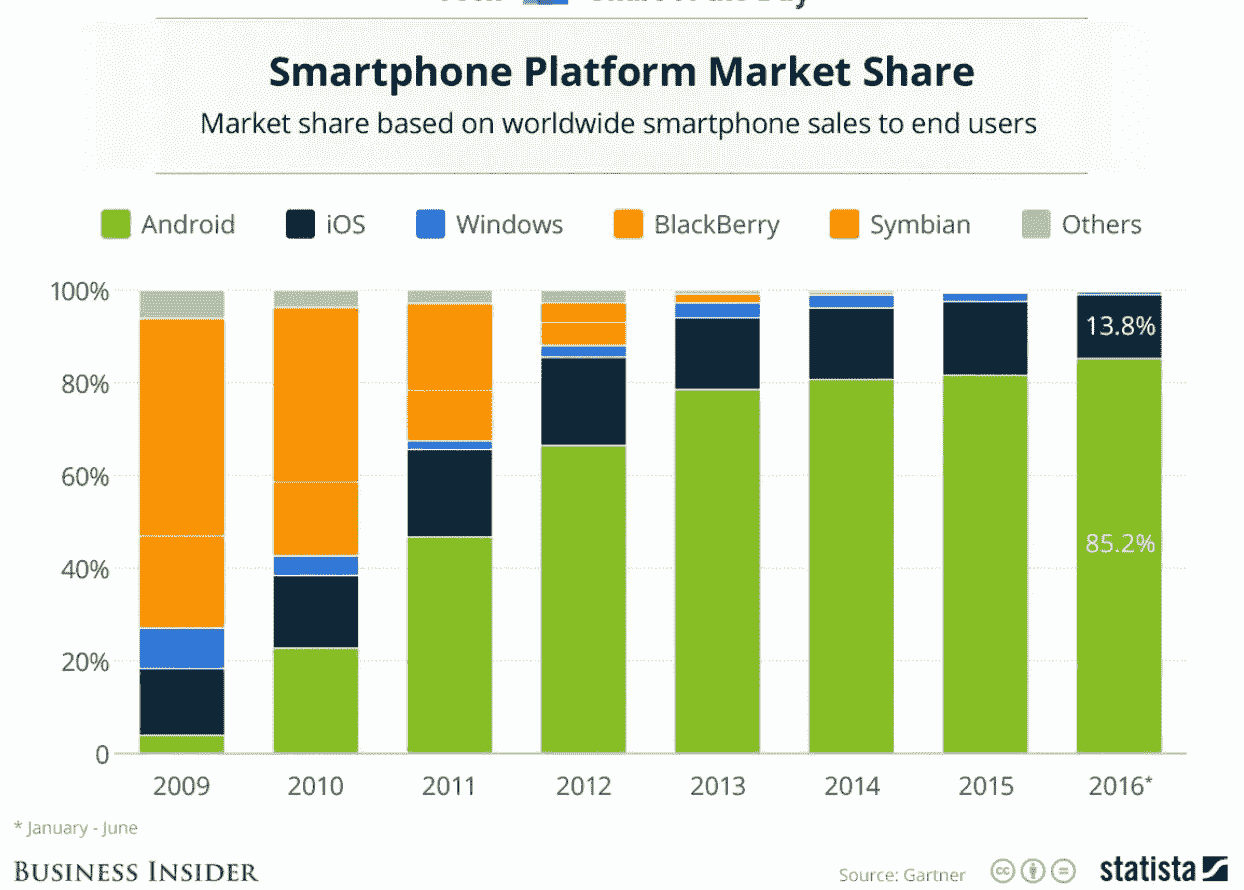 Smartphone Platform Market Share
Market share based on worldwide smartphone sales to end users
Android iOS Windows BlackBerry Symbian Others
100%
80%
60%
40%
20%
0
13.8%
85.2%
2009 2010 2011 2012 2013 2014 2015 2016*
* January - June
BUSINESS INSIDER
Source: Gartner
cc
statista